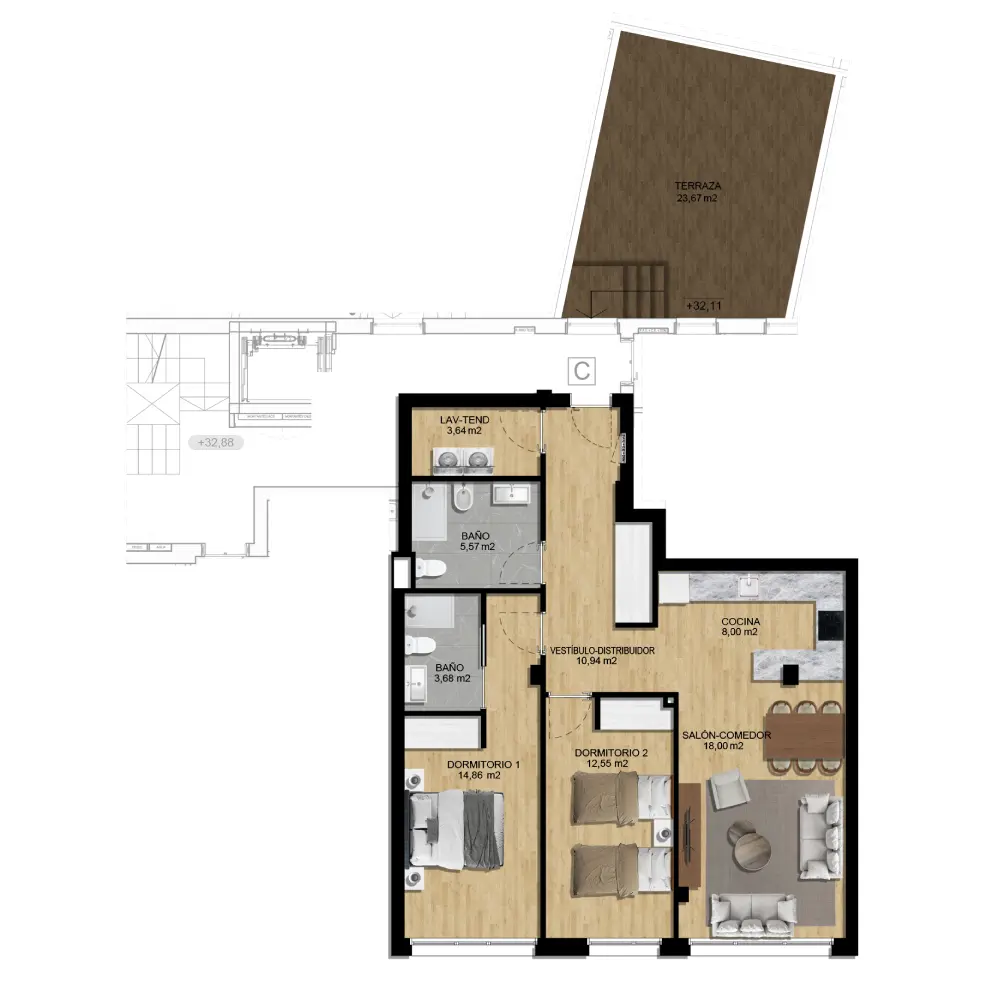 TERRAZA
23,67 m2
+32,11
C
LAV-TEND
3,64 m2
+32,88
BAÑO
5,57 m2
COCINA
8,00 m2
VESTÍBULO-DISTRIBUIDOR
10,94 m2
BAÑO
3,68 m2
SALÓN-COMEDOR
18,00 m2
DORMITORIO 2
12,55 m2
DORMITORIO 1
14,86 m2